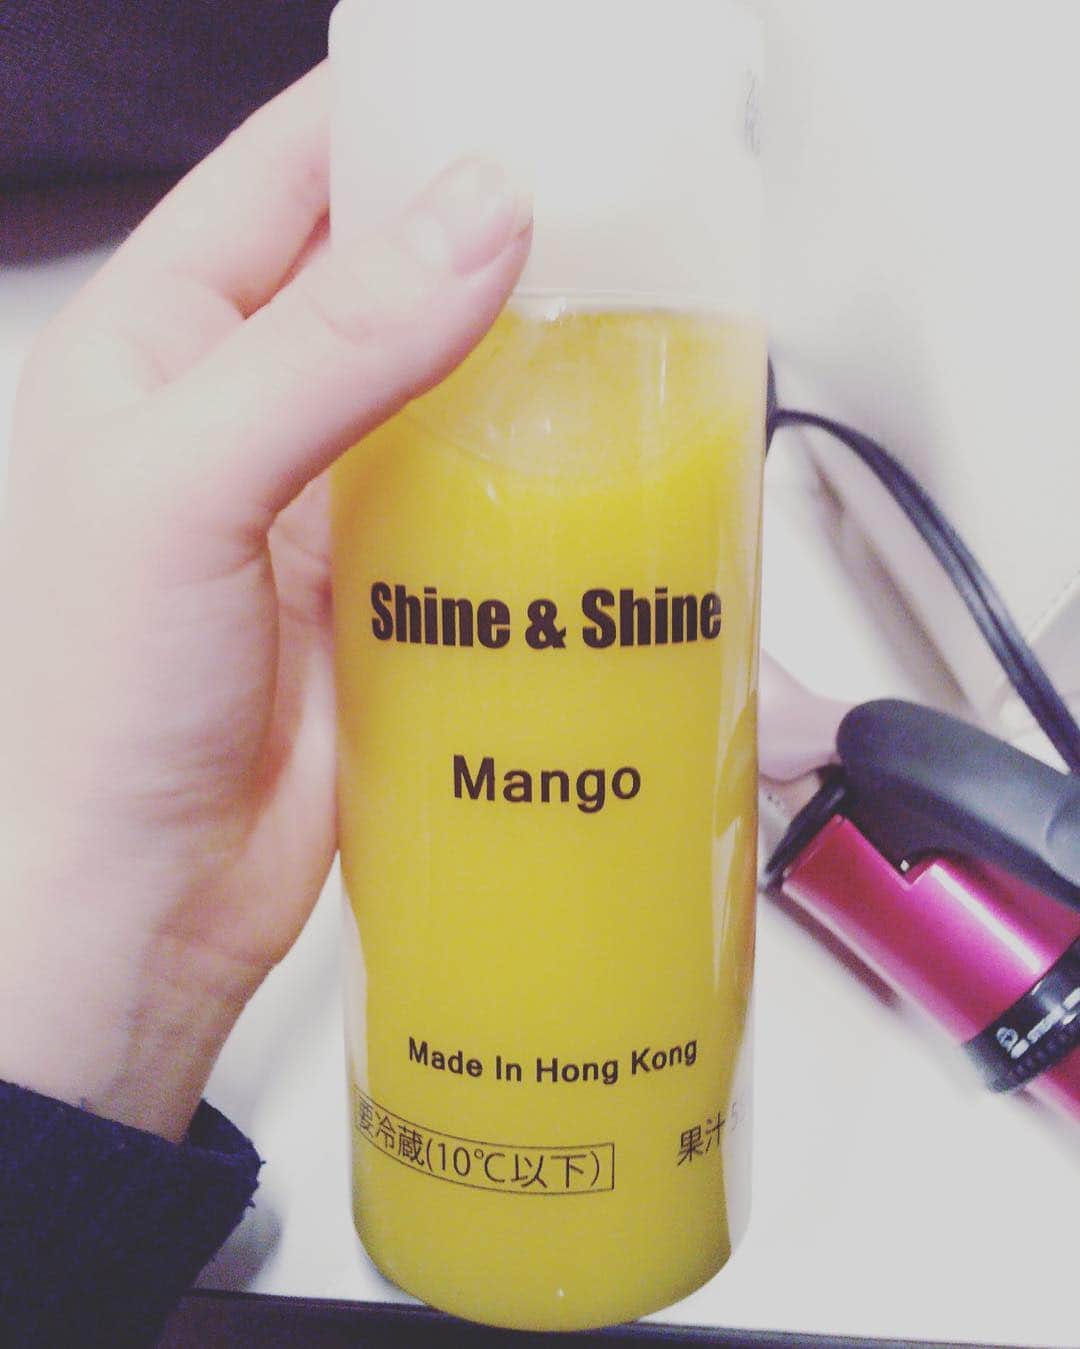 Shine & Shine
Mango
Made In Hong Kong
要冷蔵(10℃以下)
果汁